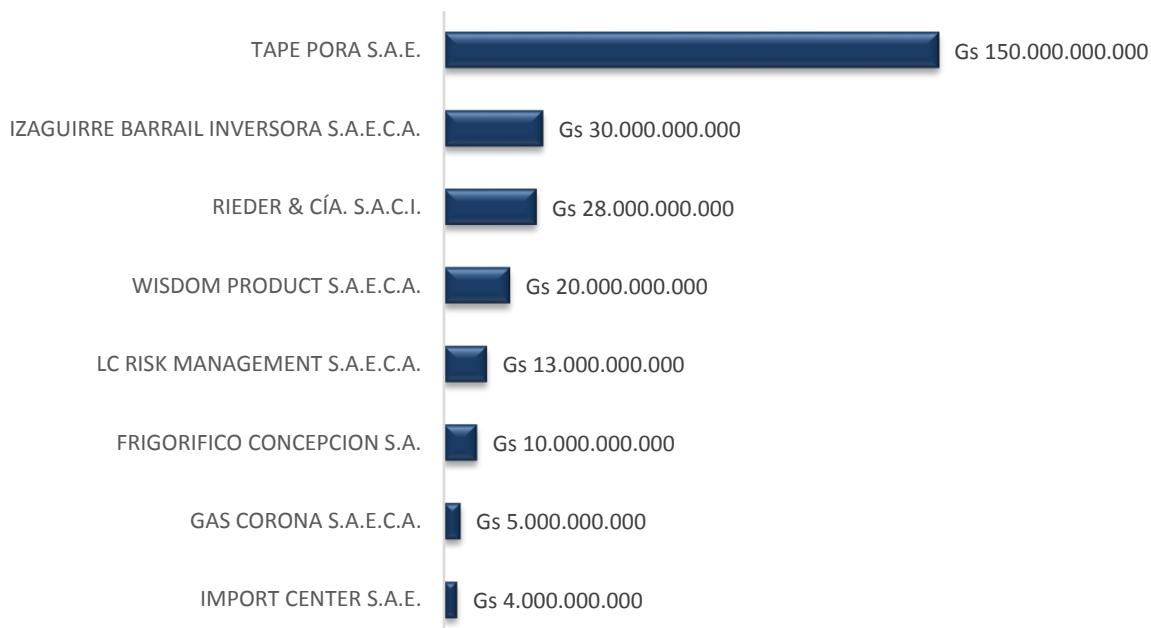 TAPE PORA S.A.E. Gs 150.000.000.000
IZAGUIRRE BARRAIL INVERSORA S.A.E.C.A. Gs 30.000.000.000
RIEDER & CÍA. S.A.C.I. Gs 28.000.000.000
WISDOM PRODUCT S.A.E.C.A. Gs 20.000.000.000
LC RISK MANAGEMENT S.A.E.C.A. Gs 13.000.000.000
FRIGORIFICO CONCEPCION S.A. Gs 10.000.000.000
GAS CORONA S.A.E.C.A. Gs 5.000.000.000
IMPORT CENTER S.A.E. Gs 4.000.000.000